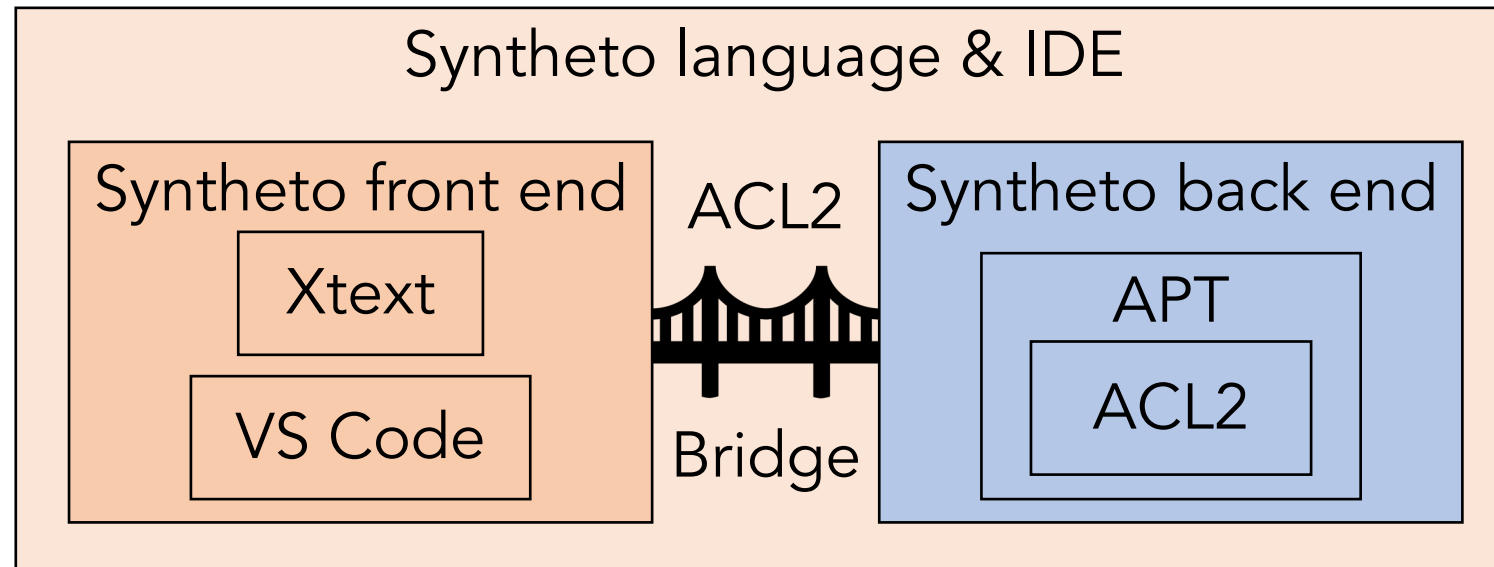 Syntheto language & IDE
Syntheto front end
Xtext
VS Code
ACL2
Bridge
Syntheto back end
APT
ACL2